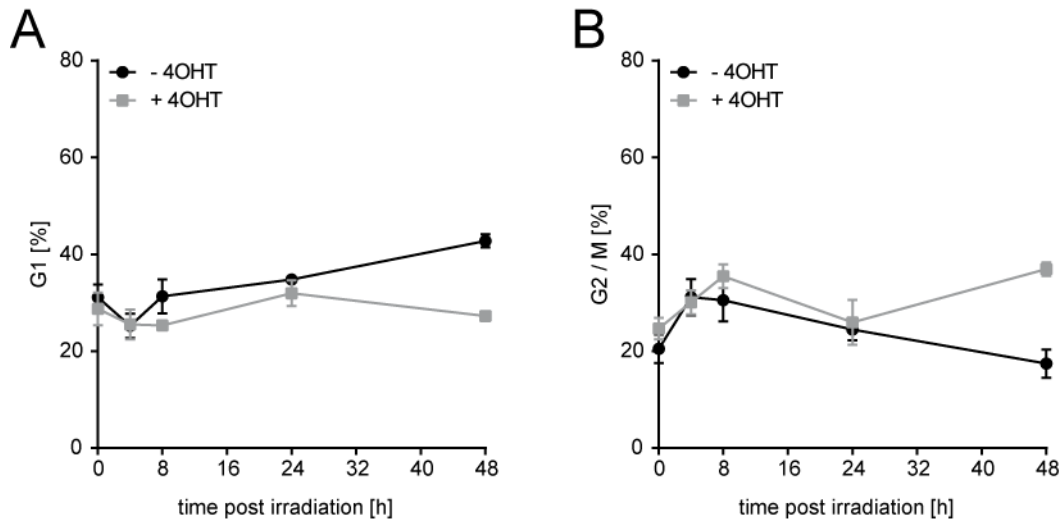 A
80
60
40
20
0
G1 [%]
- 4OHT
+ 4OHT
0 8 16 24 32 40 48
time post irradiation [h]
B
80
60
40
20
0
G2 / M [%]
- 4OHT
+ 4OHT
0 8 16 24 32 40 48
time post irradiation [h]